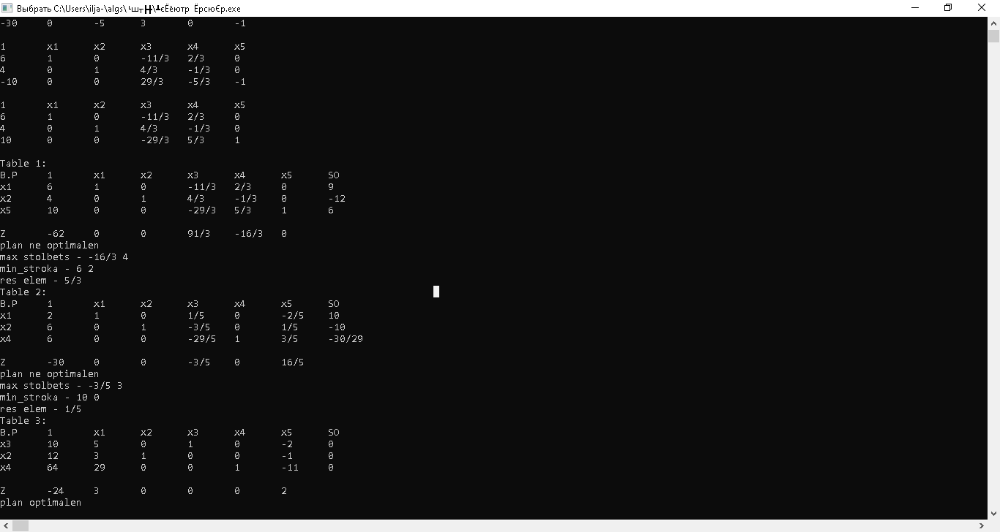 Выбрать C:\Users\ilja-\algs\└ш┬╂╂\┴єЁёютр ЁрсюЄр.exe
-30 0 -5 3 0 -1
1 x1 x2 x3 x4 x5
6 1 0 -11/3 2/3 0
4 0 1 4/3 -1/3 0
-10 0 0 29/3 -5/3 -1
1 x1 x2 x3 x4 x5
6 1 0 -11/3 2/3 0
4 0 1 4/3 -1/3 0
10 0 0 -29/3 5/3 1
Table 1:
B.P 1 x1 x2 x3 x4 x5 SO
x1 6 1 0 -11/3 2/3 0 9
x2 4 0 1 4/3 -1/3 0 -12
x5 10 0 0 -29/3 5/3 1 6
Z -62 0 0 91/3 -16/3 0
plan ne optimalen
max stolbets - -16/3 4
min_stroka - 6 2
res elem - 5/3
Table 2:
B.P 1 x1 x2 x3 x4 x5 SO
x1 2 1 0 1/5 0 -2/5 10
x2 6 0 1 -3/5 0 1/5 -10
x4 6 0 0 -29/5 1 3/5 -30/29
Z -30 0 0 -3/5 0 16/5
plan ne optimalen
max stolbets - -3/5 3
min_stroka - 10 0
res elem - 1/5
Table 3:
B.P 1 x1 x2 x3 x4 x5 SO
x3 10 5 0 1 0 -2 0
x2 12 3 1 0 0 -1 0
x4 64 29 0 0 1 -11 0
Z -24 3 0 0 0 2
plan optimalen